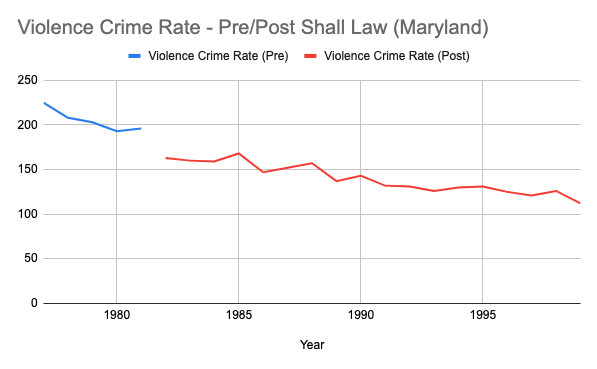 Violence Crime Rate - Pre/Post Shall Law (Maryland)
Violence Crime Rate (Pre) Violence Crime Rate (Post)
250
200
150
100
50
0
1980 1985 1990 1995
Year